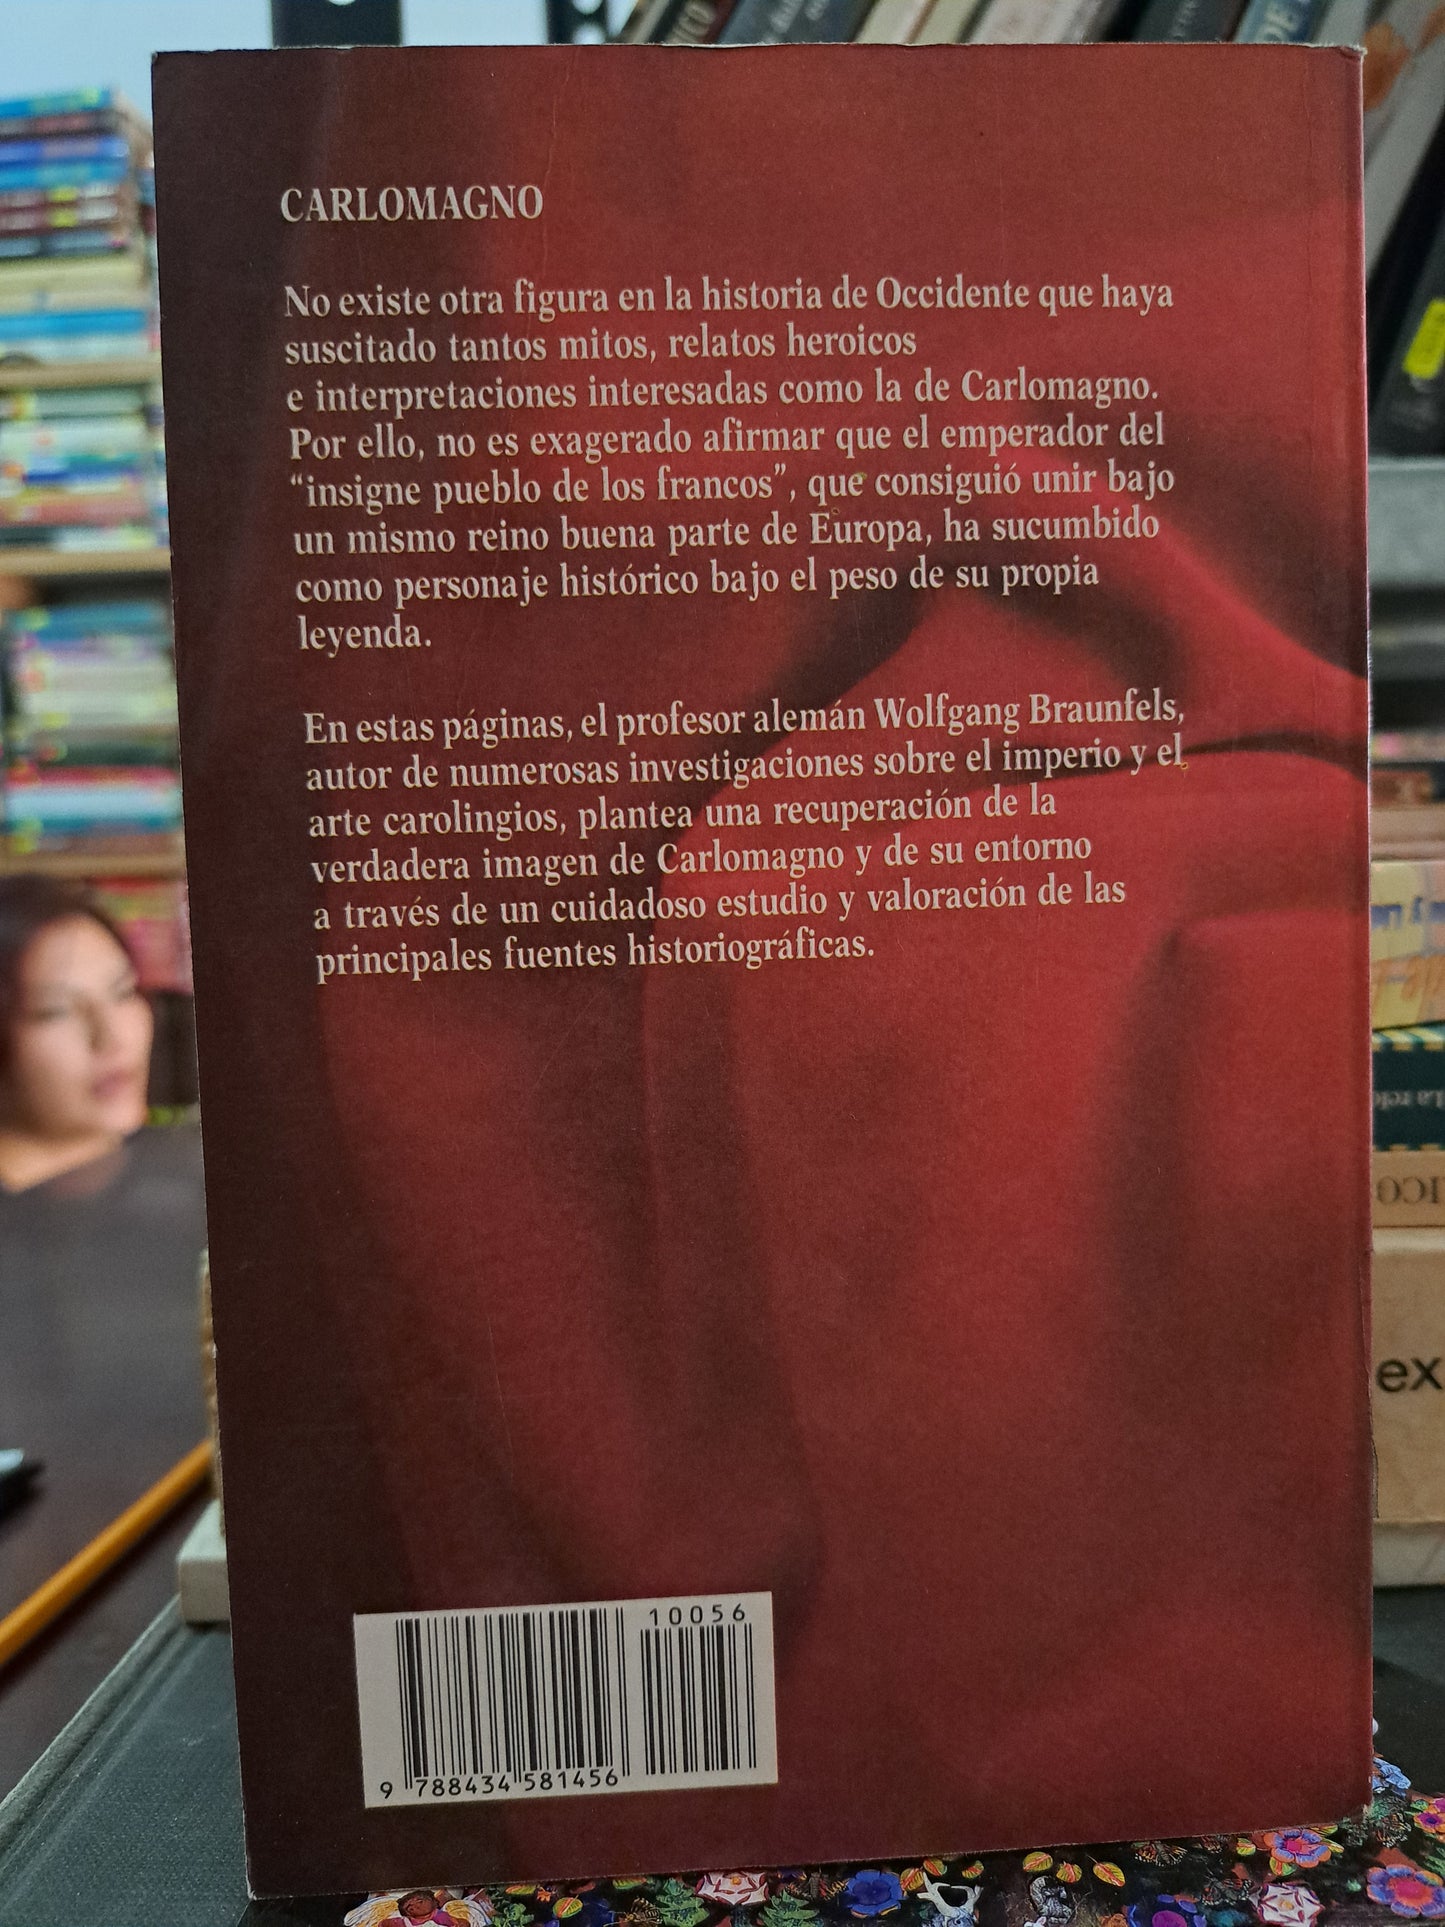 CARLOMAGNO
No existe otra figura en la historia de Occidente que haya
suscitado tantos mitos, relatos heroicos
e interpretaciones interesadas como la de Carlomagno.
Por ello, no es exagerado afirmar que el emperador del
“insigne pueblo de los francos”, que consiguió unir bajo
un mismo reino buena parte de Europa, ha sucumbido
como personaje histórico bajo el peso de su propia
leyenda.
En estas páginas, el profesor alemán Wolfgang Braunfels,
autor de numerosas investigaciones sobre el imperio y el
arte carolingios, plantea una recuperación de la
verdadera imagen de Carlomagno y de su entorno
a través de un cuidadoso estudio y valoración de las
principales fuentes historiográficas.
10056
9 788434 581456
ex